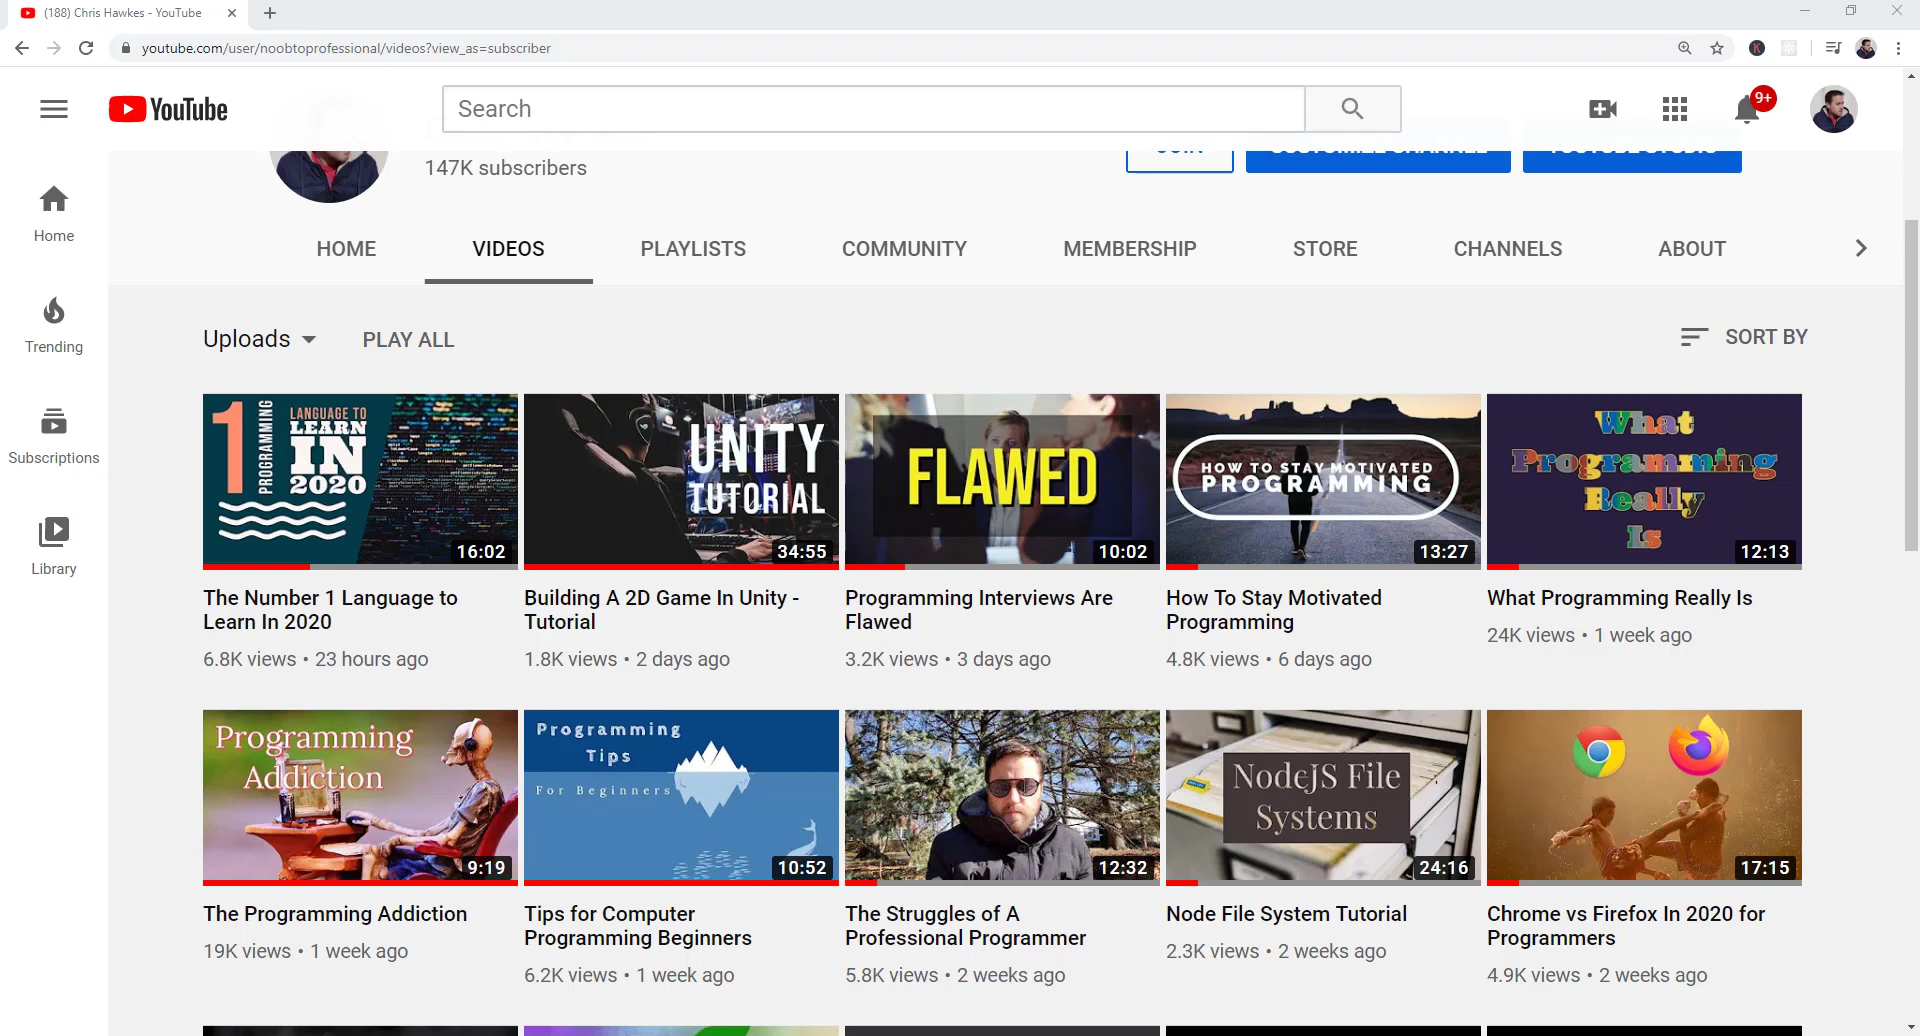 (188) Chris Hawkes - YouTube
youtube.com/user/noobtoprofessional/videos?view_as=subscriber
K
YouTube
Search
9+
147K subscribers
JOIN
CUSTOMIZE CHANNEL
YOUTUBE STUDIO
Home
Trending
Subscriptions
Library
HOME
VIDEOS
PLAYLISTS
COMMUNITY
MEMBERSHIP
STORE
CHANNELS
ABOUT
Uploads
PLAY ALL
SORT BY
1
PROGRAMMING
LANGUAGE TO
LEARN
IN
2020
16:02
UNITY
TUTORIAL
34:55
FLAWED
10:02
HOW TO STAY MOTIVATED
PROGRAMMING
13:27
What
Programming
Really
Is
12:13
The Number 1 Language to
Learn In 2020
6.8K views • 23 hours ago
Building A 2D Game In Unity -
Tutorial
1.8K views • 2 days ago
Programming Interviews Are
Flawed
3.2K views • 3 days ago
How To Stay Motivated
Programming
4.8K views • 6 days ago
What Programming Really Is
24K views • 1 week ago
Programming
Addiction
9:19
Programming
Tips
For Beginners
10:52
12:32
NodeJS File
Systems
24:16
17:15
The Programming Addiction
19K views • 1 week ago
Tips for Computer
Programming Beginners
6.2K views • 1 week ago
The Struggles of A
Professional Programmer
5.8K views • 2 weeks ago
Node File System Tutorial
2.3K views • 2 weeks ago
Chrome vs Firefox In 2020 for
Programmers
4.9K views • 2 weeks ago